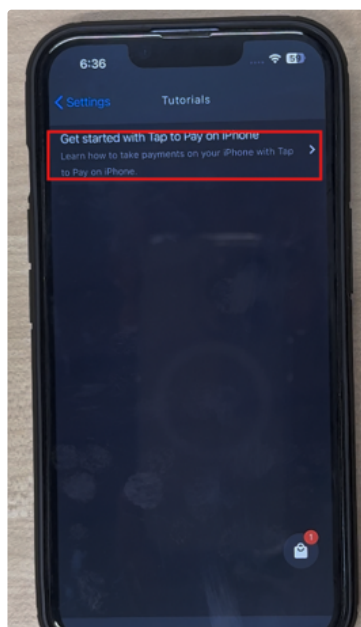 6:36
59
Settings
Tutorials
Get started with Tap to Pay on iPhone
Learn how to take payments on your iPhone with Tap
to Pay on iPhone.
1